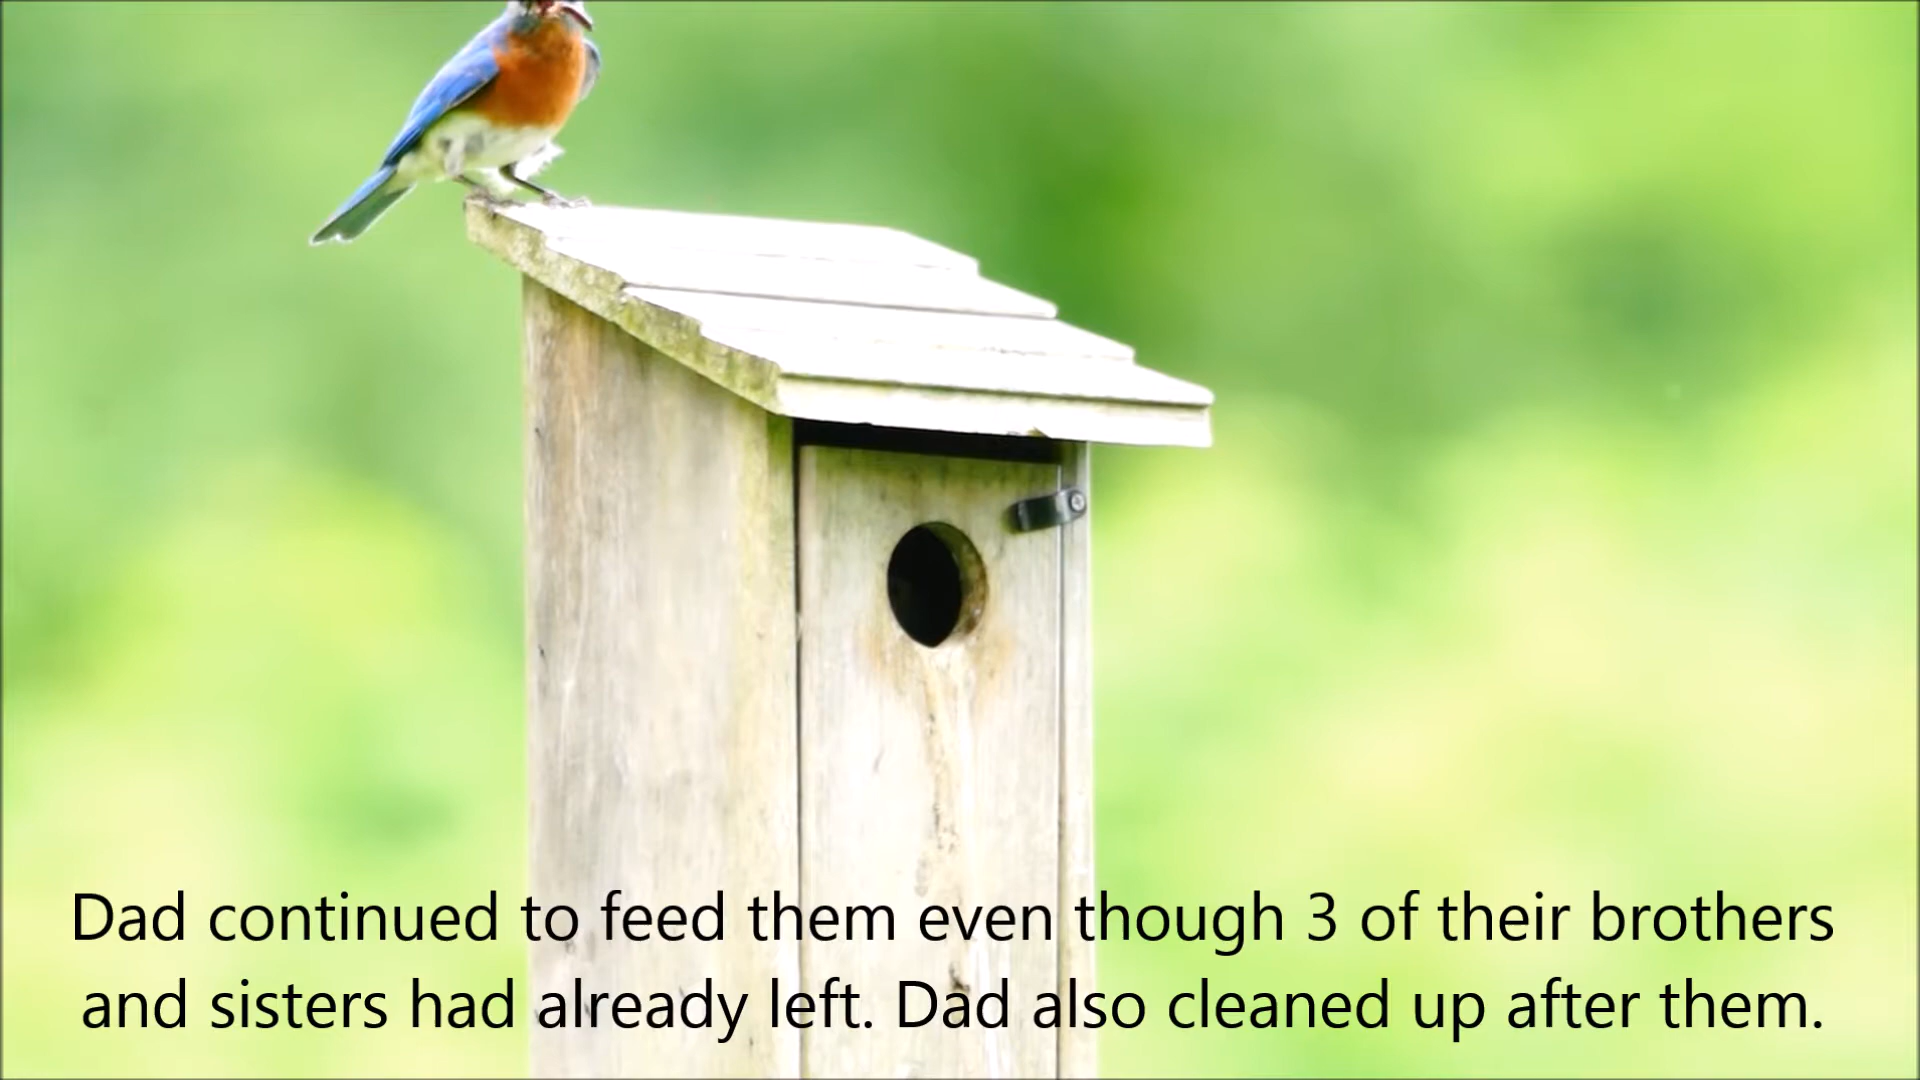 Dad continued to feed them even though 3 of their brothers
and sisters had already left. Dad also cleaned up after them.